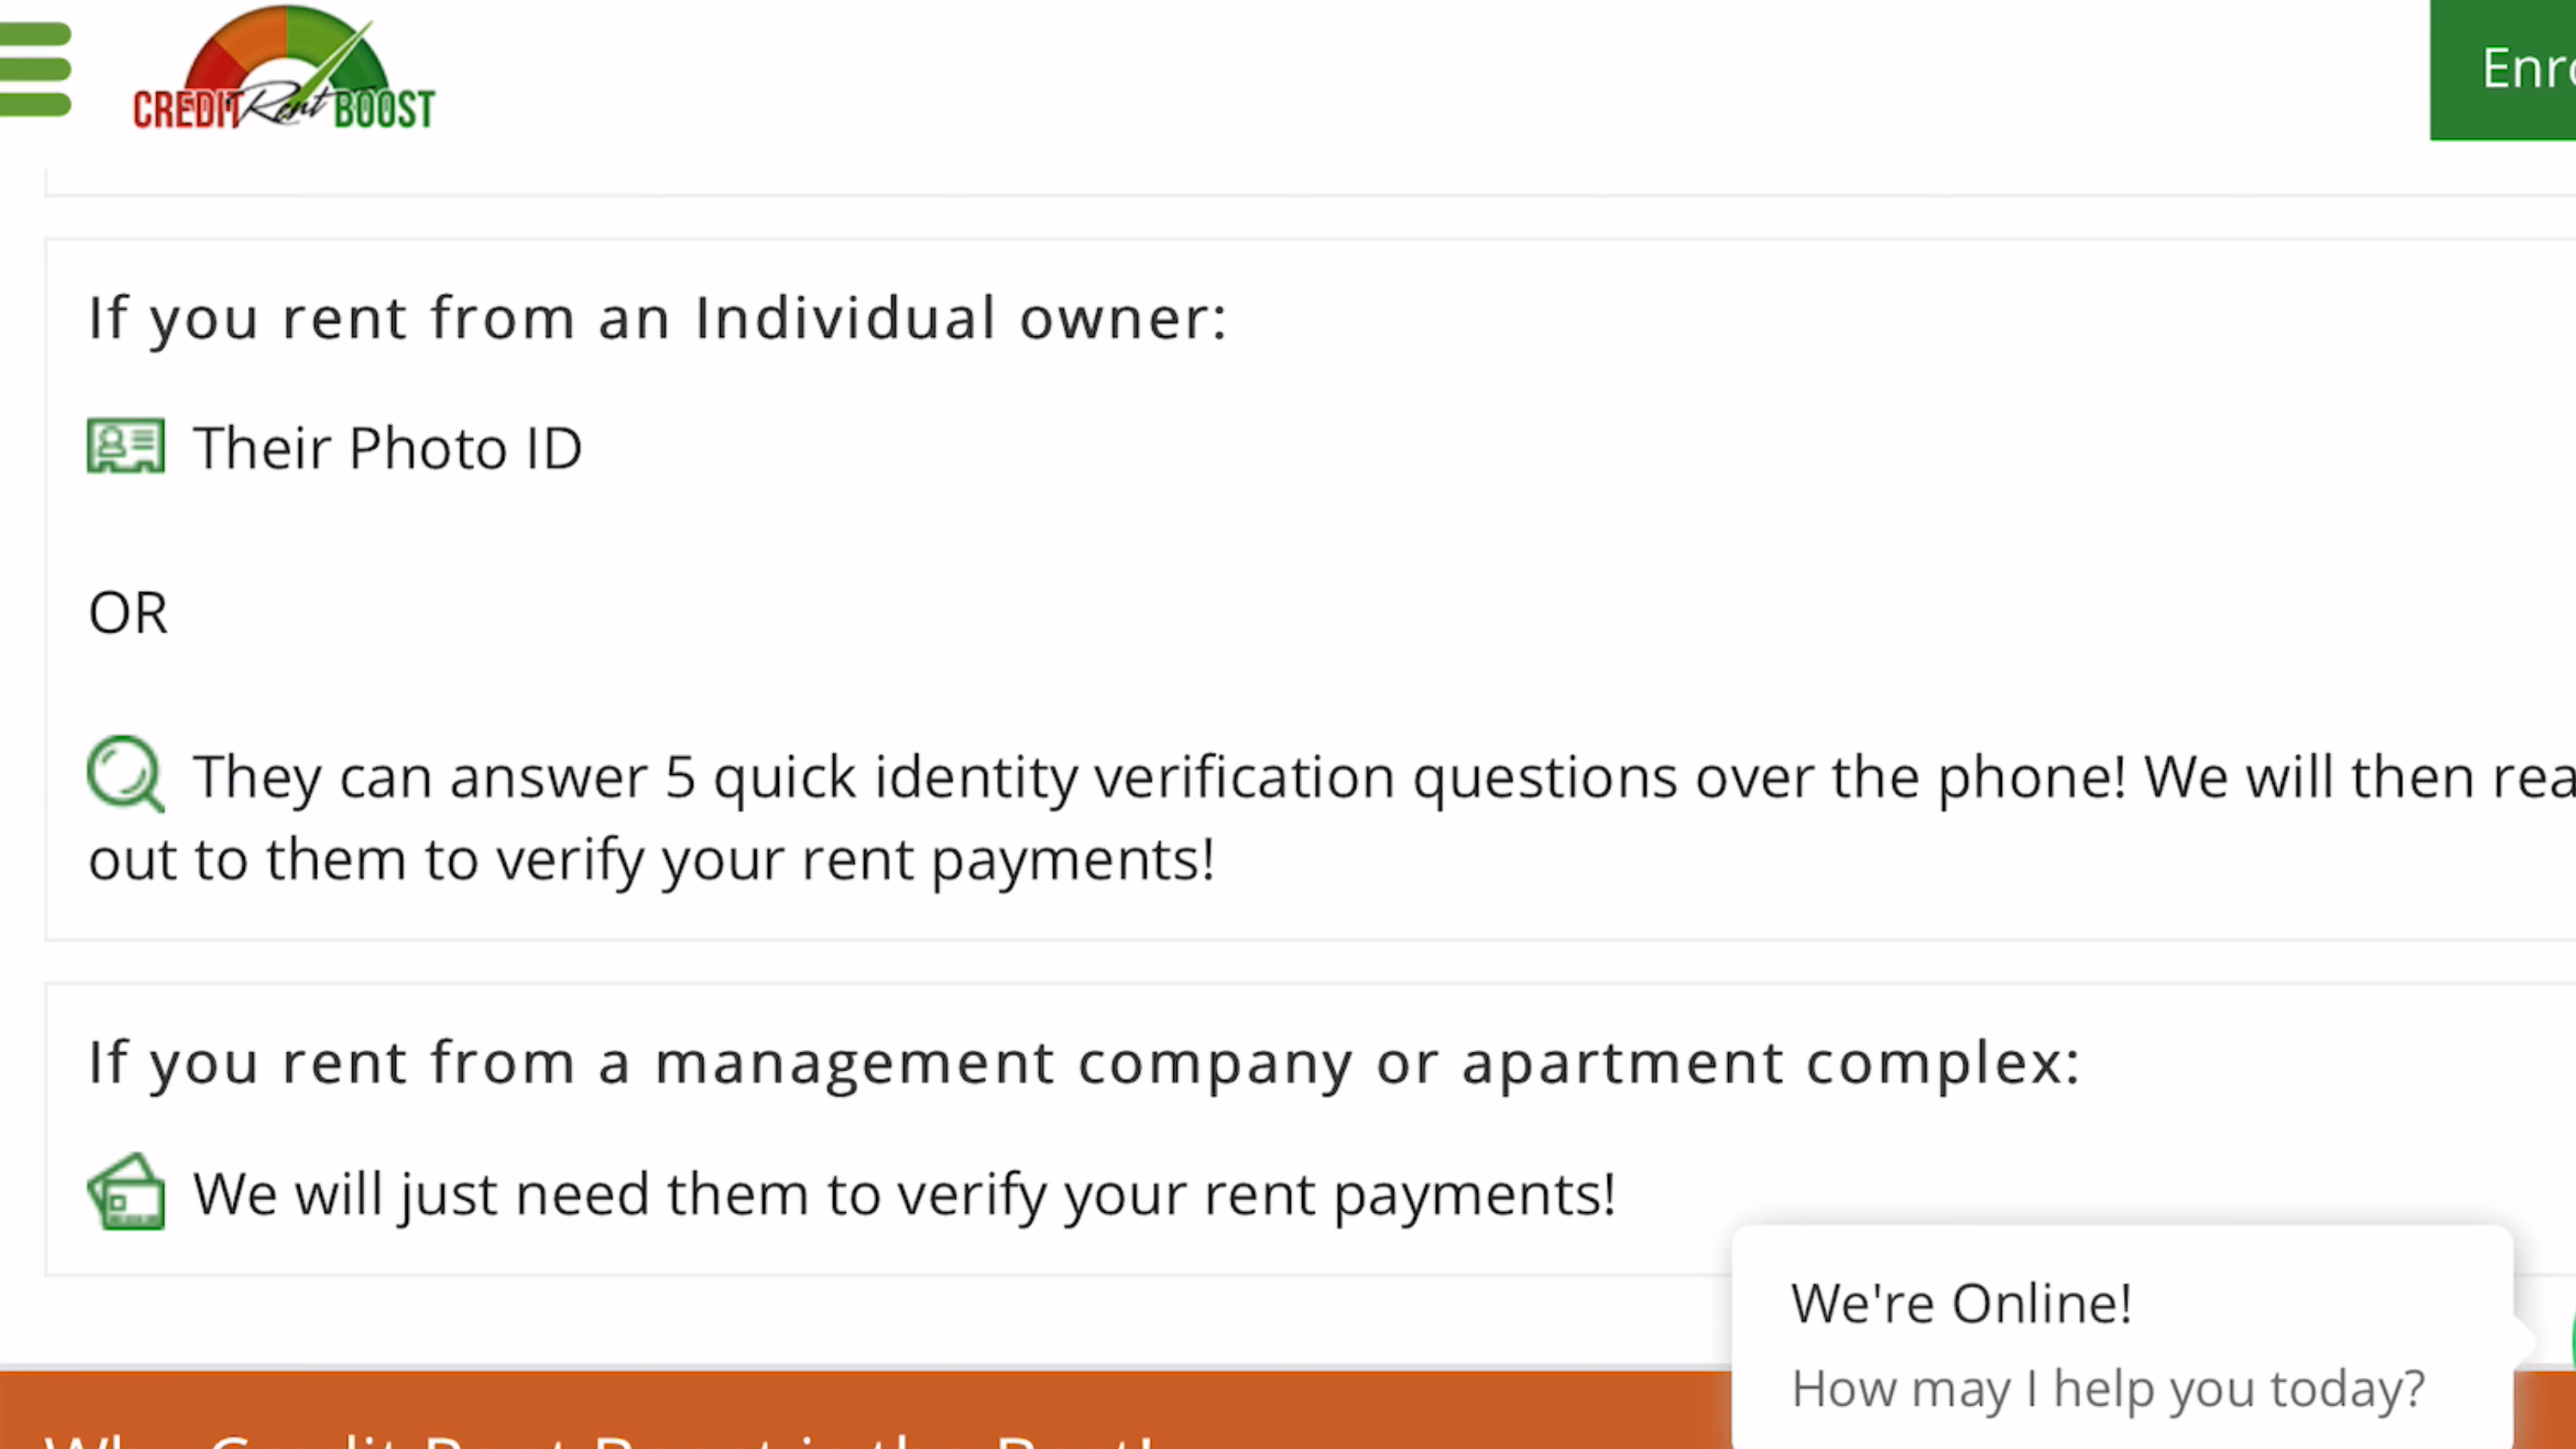 CREDIT Rent BOOST
If you rent from an Individual owner:
Their Photo ID
OR
They can answer 5 quick identity verification questions over the phone! We will then
out to them to verify your rent payments!
If you rent from a management company or apartment complex:
We will just need them to verify your rent payments!
We're Online!
How may I help you today?